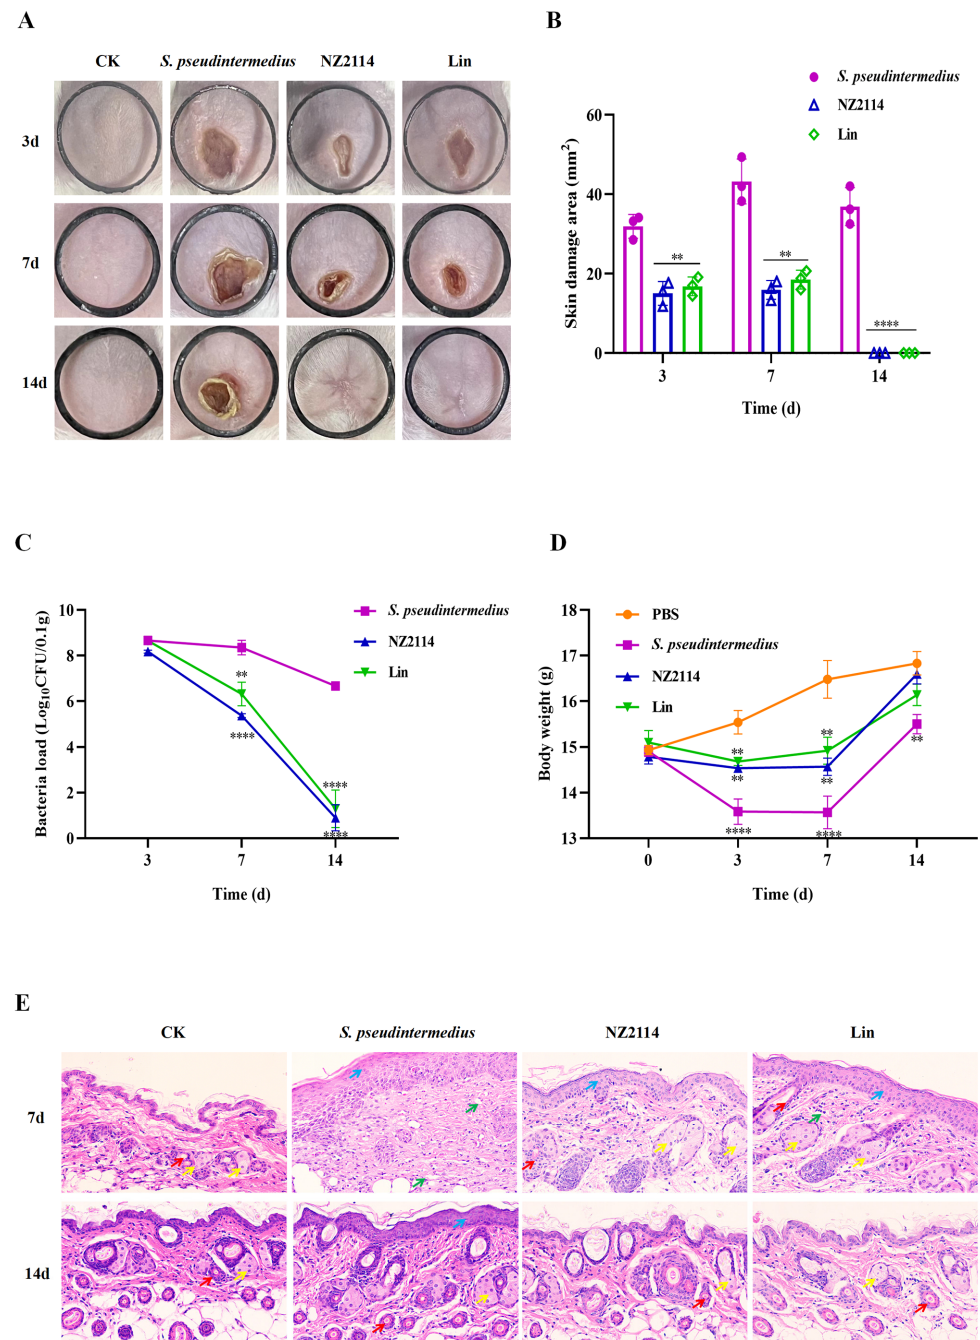 A
CK S. pseudintermedius NZ2114 Lin
3d
7d
14d
B
S. pseudintermedius
NZ2114
Lin
Skin damage area (mm²)
60
40
20
0
**
**
****
3 7 14
Time (d)
C
S. pseudintermedius
NZ2114
Lin
Bacteria load (Log₁₀CFU/0.1g)
10
8
6
4
2
0
**
****
****
****
3 7 14
Time (d)
D
PBS
S. pseudintermedius
NZ2114
Lin
Body weight (g)
18
17
16
15
14
13
**
**
****
**
**
****
**
0 3 7 14
Time (d)
E
CK S. pseudintermedius NZ2114 Lin
7d
14d